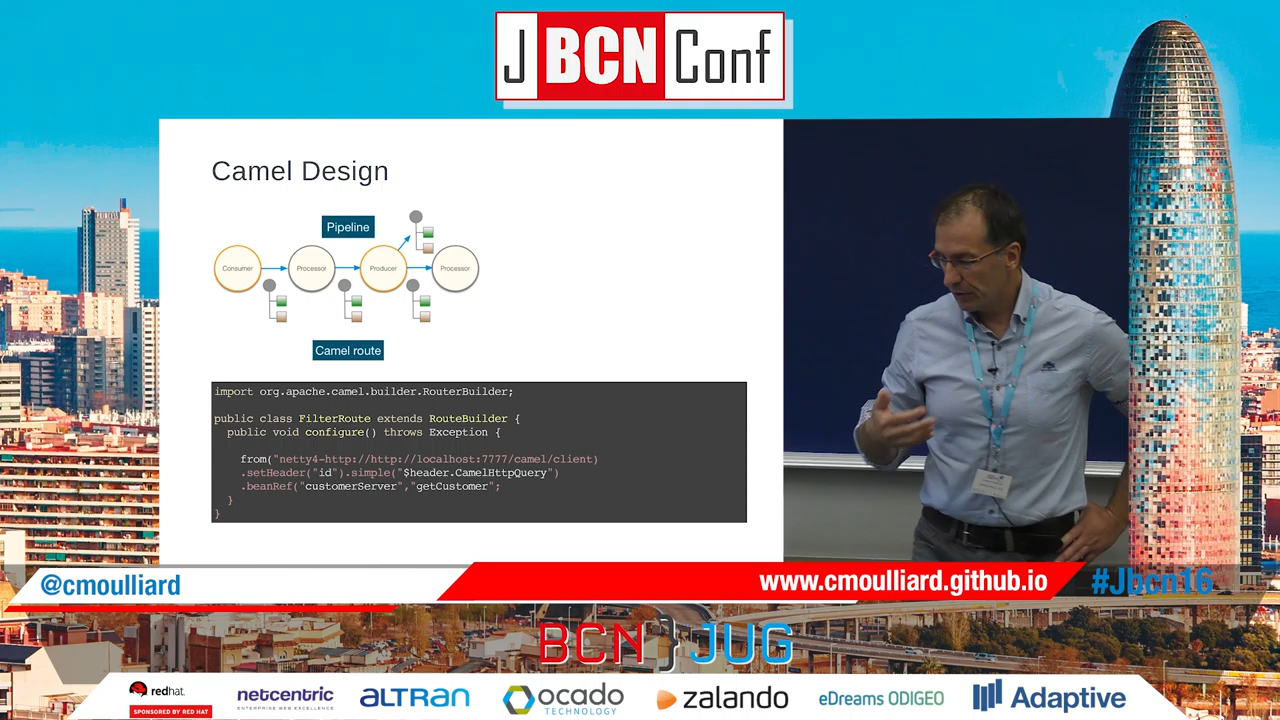 J BCN Conf
Camel Design
Pipeline
Consumer
Processor
Producer
Processor
Camel route
import org.apache.camel.builder.RouterBuilder;
public class FilterRoute extends RouteBuilder {
public void configure() throws Exception {
from("netty4-http://http://localhost:7777/camel/client)
.setHeader("id").simple("$header.CamelHttpQuery")
.beanRef("customerServer","getCustomer";
}
}
@cmoulliard
www.cmoulliard.github.io
#Jbcn16
BCN JUG
redhat.
SPONSORED BY RED HAT
netcentric
ENTERPRISE WEB EXCELLENCE
ALTRAN
ocado
TECHNOLOGY
zalando
eDreams ODIGEO
Adaptive